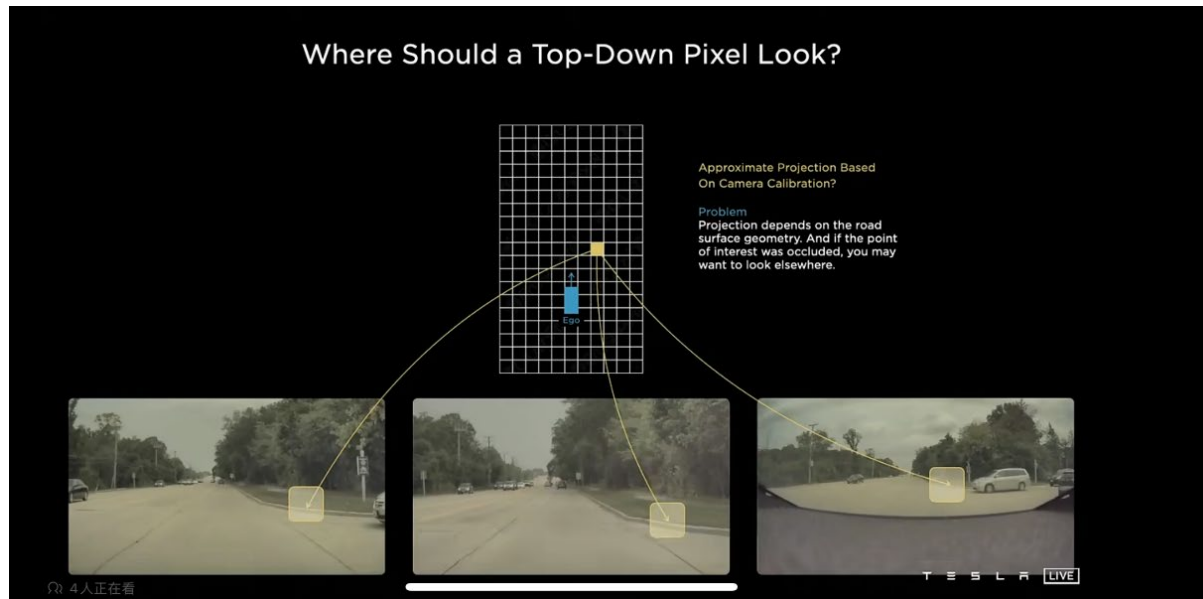 Where Should a Top-Down Pixel Look?
Approximate Projection Based
On Camera Calibration?
Problem
Projection depends on the road
surface geometry. And if the point
of interest was occluded, you may
want to look elsewhere.
Ego
TESLA LIVE
4人正在看